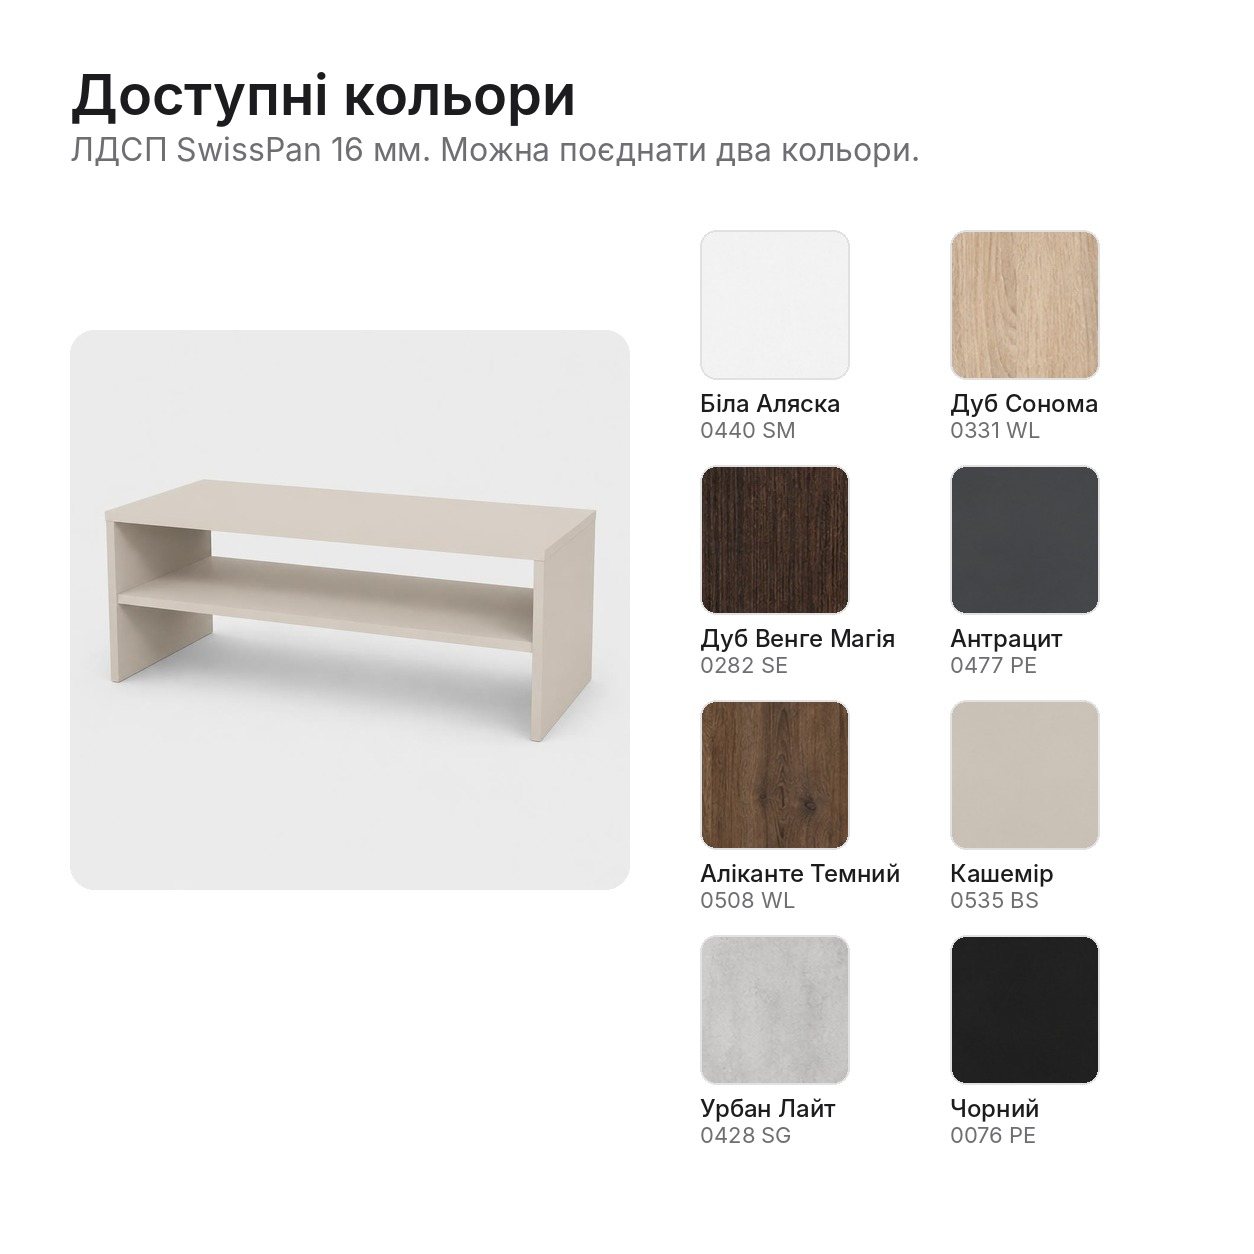 Доступні кольори
ЛДСП SwissPan 16 мм. Можна поєднати два кольори.
Біла Аляска
0440 SM
Дуб Сонома
0331 WL
Дуб Венге Магія
0282 SE
Антрацит
0477 PE
Аліканте Темний
0508 WL
Кашемір
0535 BS
Урбан Лайт
0428 SG
Чорний
0076 PE